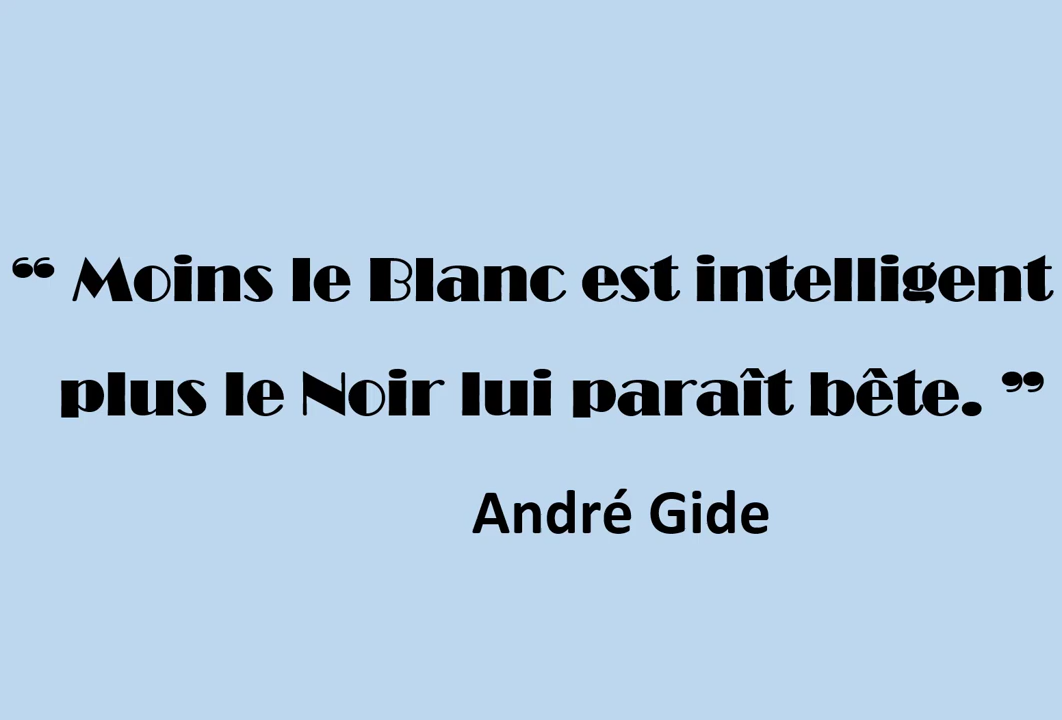 “ Moins le Blanc est intelligent
plus le Noir lui paraît bête. ”
André Gide